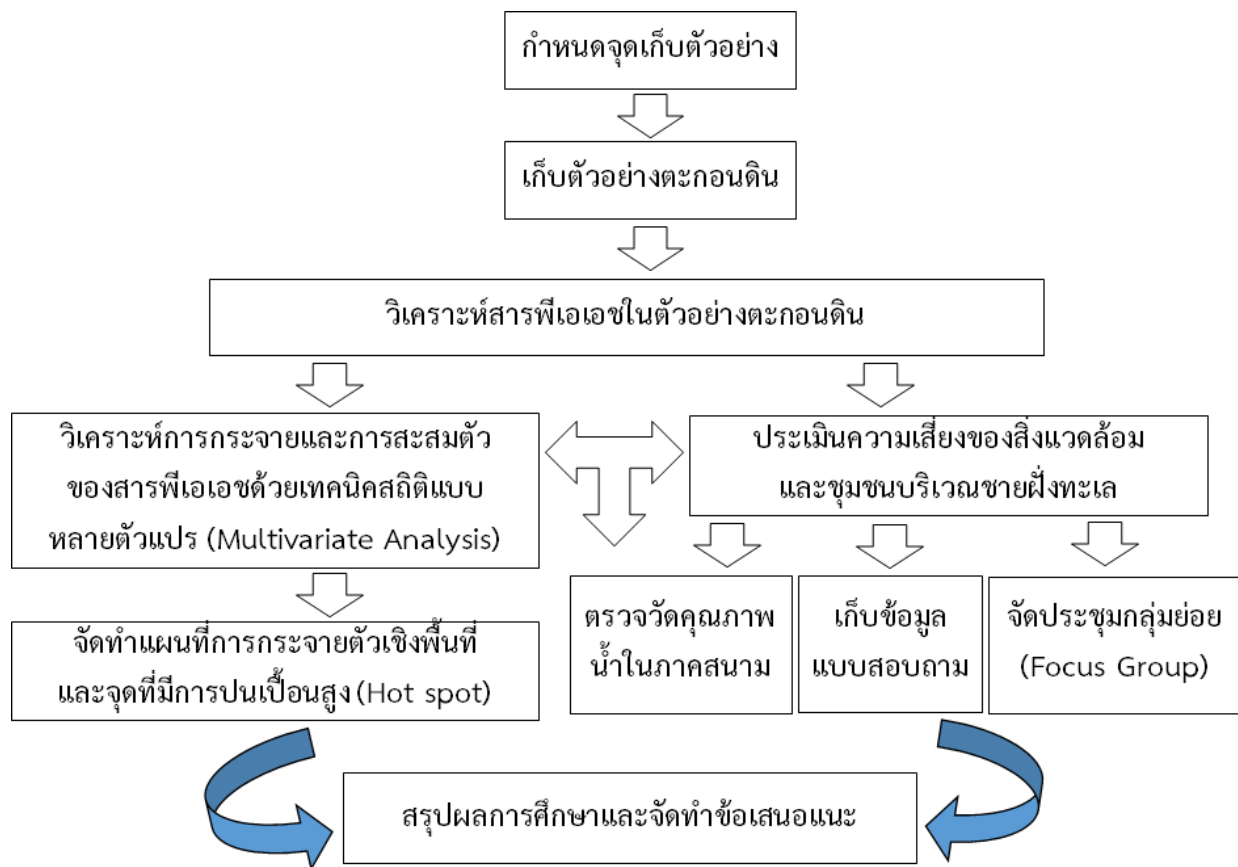 กำหนดจุดเก็บตัวอย่าง
เก็บตัวอย่างตะกอนดิน
วิเคราะห์สารพีเอเอชในตัวอย่างตะกอนดิน
วิเคราะห์การกระจายและการสะสมตัว
ของสารพีเอเอชด้วยเทคนิคสถิติแบบ
หลายตัวแปร (Multivariate Analysis)
ประเมินความเสี่ยงของสิ่งแวดล้อม
และชุมชนบริเวณชายฝั่งทะเล
จัดทำแผนที่การกระจายตัวเชิงพื้นที่
และจุดที่มีการปนเปื้อนสูง (Hot spot)
ตรวจวัดคุณภาพ
น้ำในภาคสนาม
เก็บข้อมูล
แบบสอบถาม
จัดประชุมกลุ่มย่อย
(Focus Group)
สรุปผลการศึกษาและจัดทำข้อเสนอแนะ